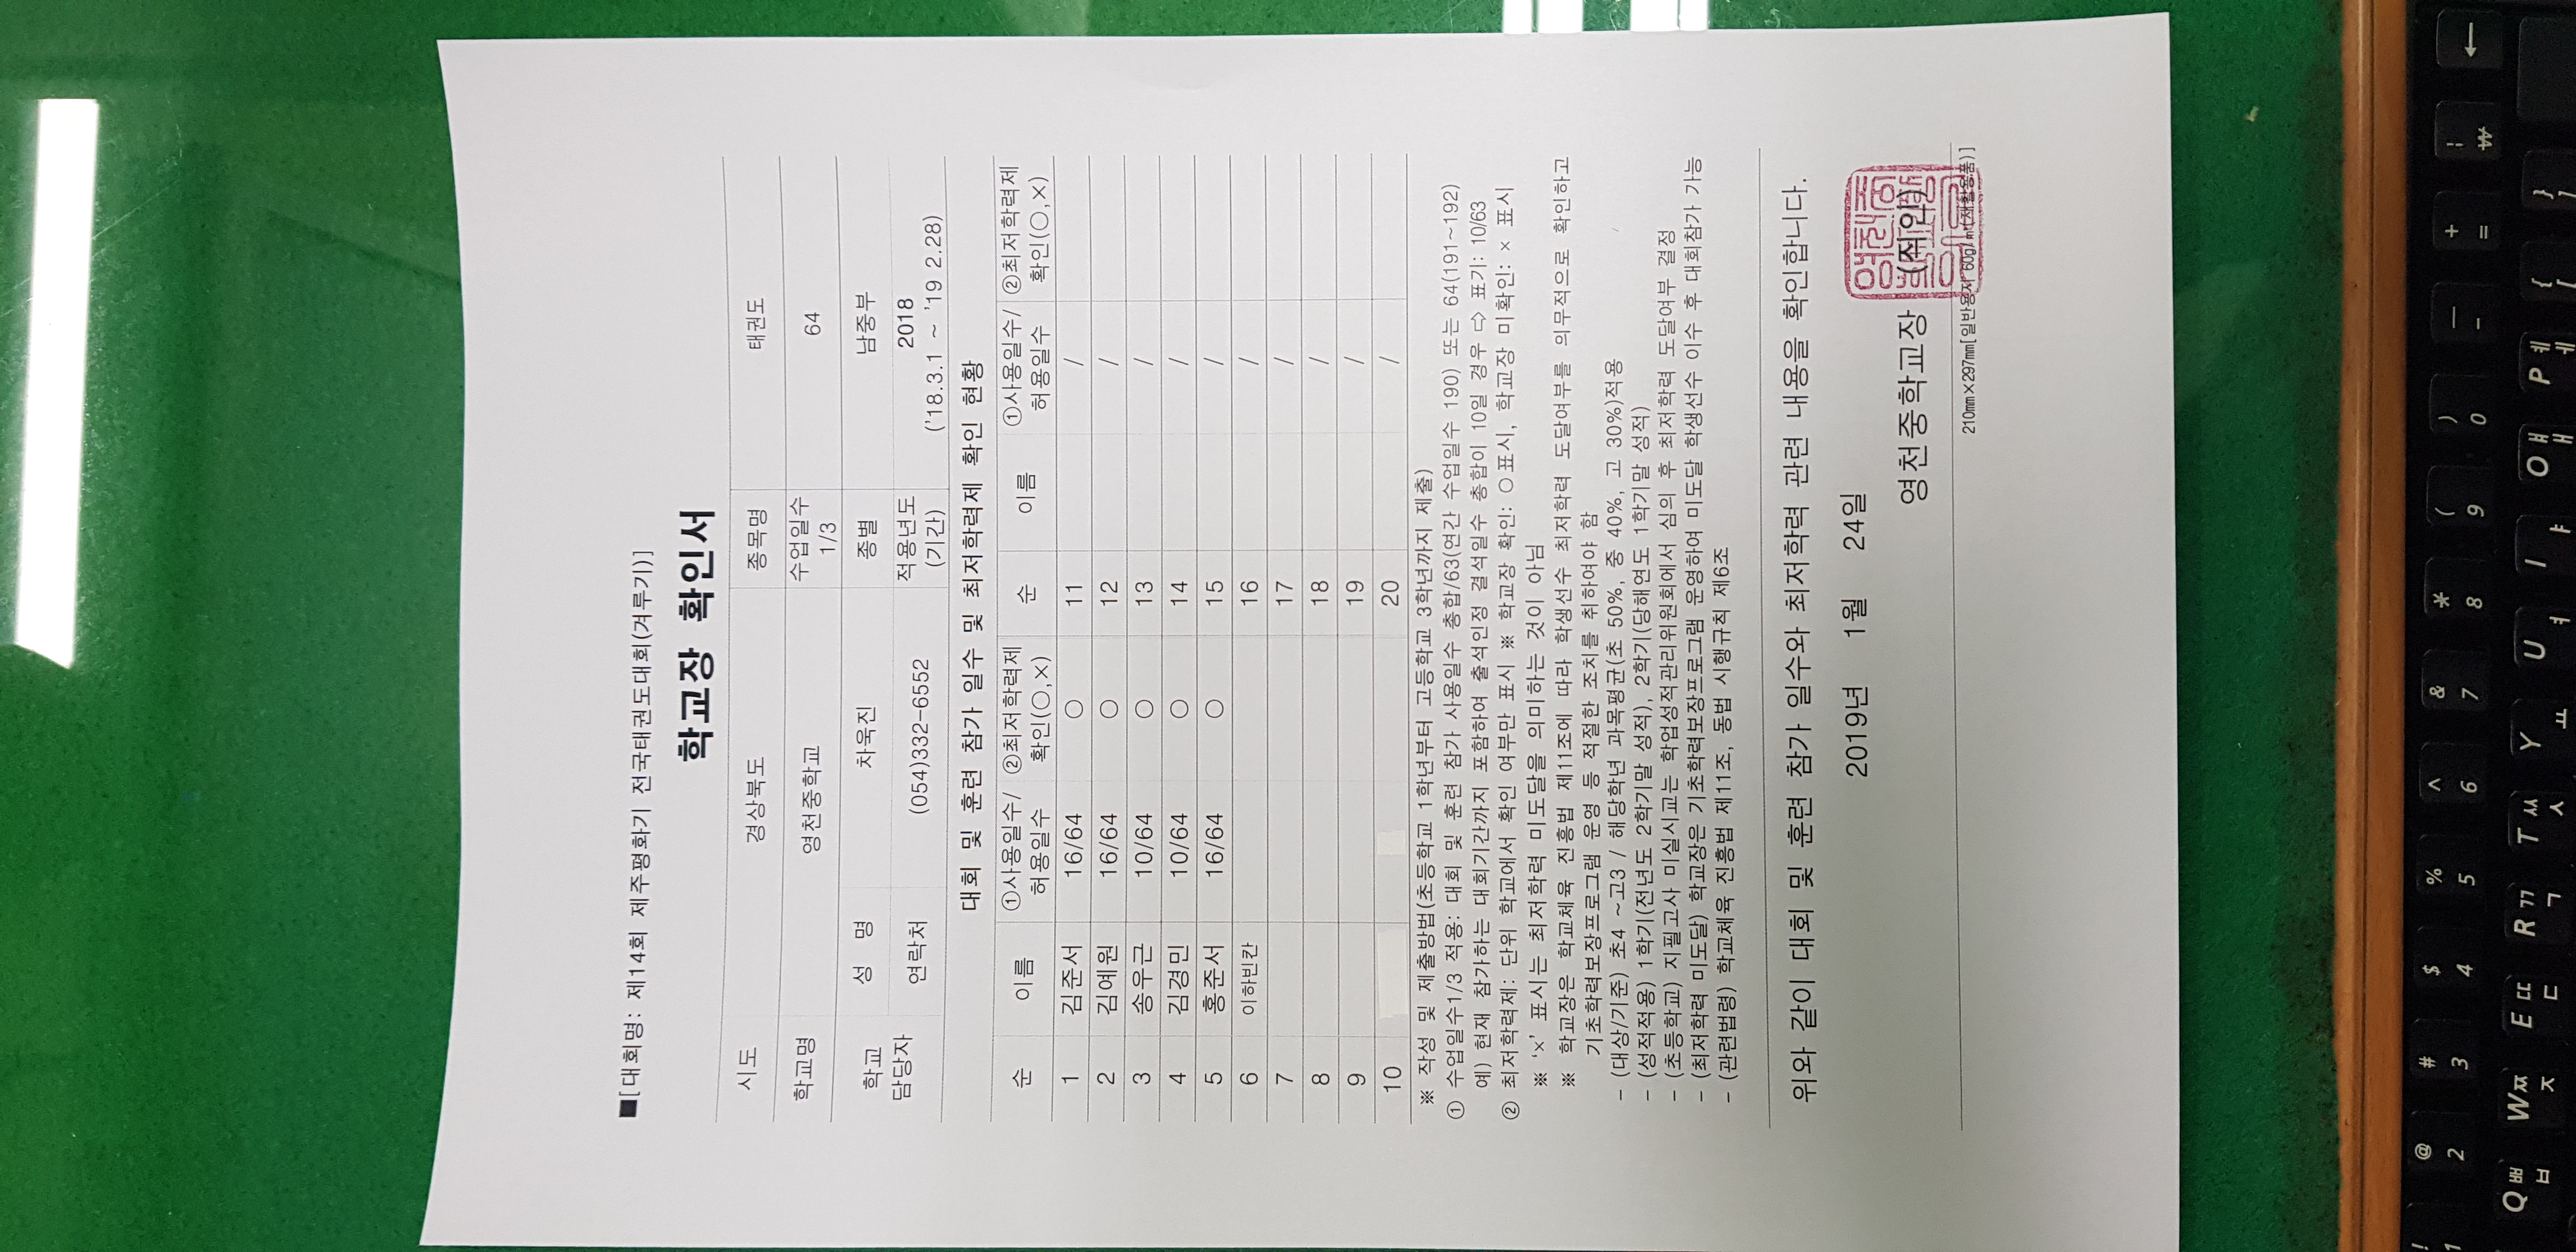 ■[대회명: 제14회 제주평화기 전국태권도대회(겨루기)]
학교장 확인서
시도 경상북도 종목명 태권도
학교명 영천중학교 수업일수 1/3 64
학교 담당자 성 명 차욱진 종별 남중부
연락처 (054)332-6552 적용년도 (기간) 2018 ('18.3.1 ~ '19 2.28)
대회 및 훈련 참가 일수 및 최저학력제 확인 현황
순 이름 ①사용일수/허용일수 ②최저학력제 확인(○,×) 순 이름 ①사용일수/허용일수 ②최저학력제 확인(○,×)
1 김준서 16/64 ○ 11 /
2 김예원 16/64 ○ 12 /
3 송우근 10/64 ○ 13 /
4 김경민 10/64 ○ 14 /
5 홍준서 16/64 ○ 15 /
6 이하빈칸 16 /
7 17 /
8 18 /
9 19 /
10 20 /
※ 작성 및 제출방법(초등학교 1학년부터 고등학교 3학년까지 제출)
① 수업일수1/3 적용: 대회 및 훈련 참가 사용일수 총합/63(연간 수업일수 190) 또는 64(191~192)
예) 현재 참가하는 대회기간까지 포함하여 출석인정 결석일수 총합이 10일 경우 ⇨ 표기: 10/63
② 최저학력제: 단위 학교에서 확인 여부만 표시 ※ 학교장 확인: ○표시, 학교장 미확인: × 표시
※ '×' 표시는 최저학력 미도달을 의미하는 것이 아님
※ 학교장은 학교체육 진흥법 제11조에 따라 학생선수 최저학력 도달여부를 의무적으로 확인하고
기초학력보장프로그램 운영 등 적절한 조치를 취하여야 함
- (대상/기준) 초4 ~고3 / 해당학년 과목평균(초 50%, 중 40%, 고 30%)적용
- (성적적용) 1학기(전년도 2학기말 성적), 2학기(당해연도 1학기말 성적)
- (초등학교) 지필고사 미실시교는 학업성적관리위원회에서 심의 후 최저학력 도달여부 결정
- (최저학력 미도달) 학교장은 기초학력보장프로그램 운영하여 미도달 학생선수 이수 후 대회참가 가능
- (관련법령) 학교체육 진흥법 제11조, 동법 시행규칙 제6조
위와 같이 대회 및 훈련 참가 일수와 최저학력 관련 내용을 확인합니다.
2019년 1월 24일
영천중학교장 (직인)
210mm×297mm[일반용지 60g/㎡(재활용품)]